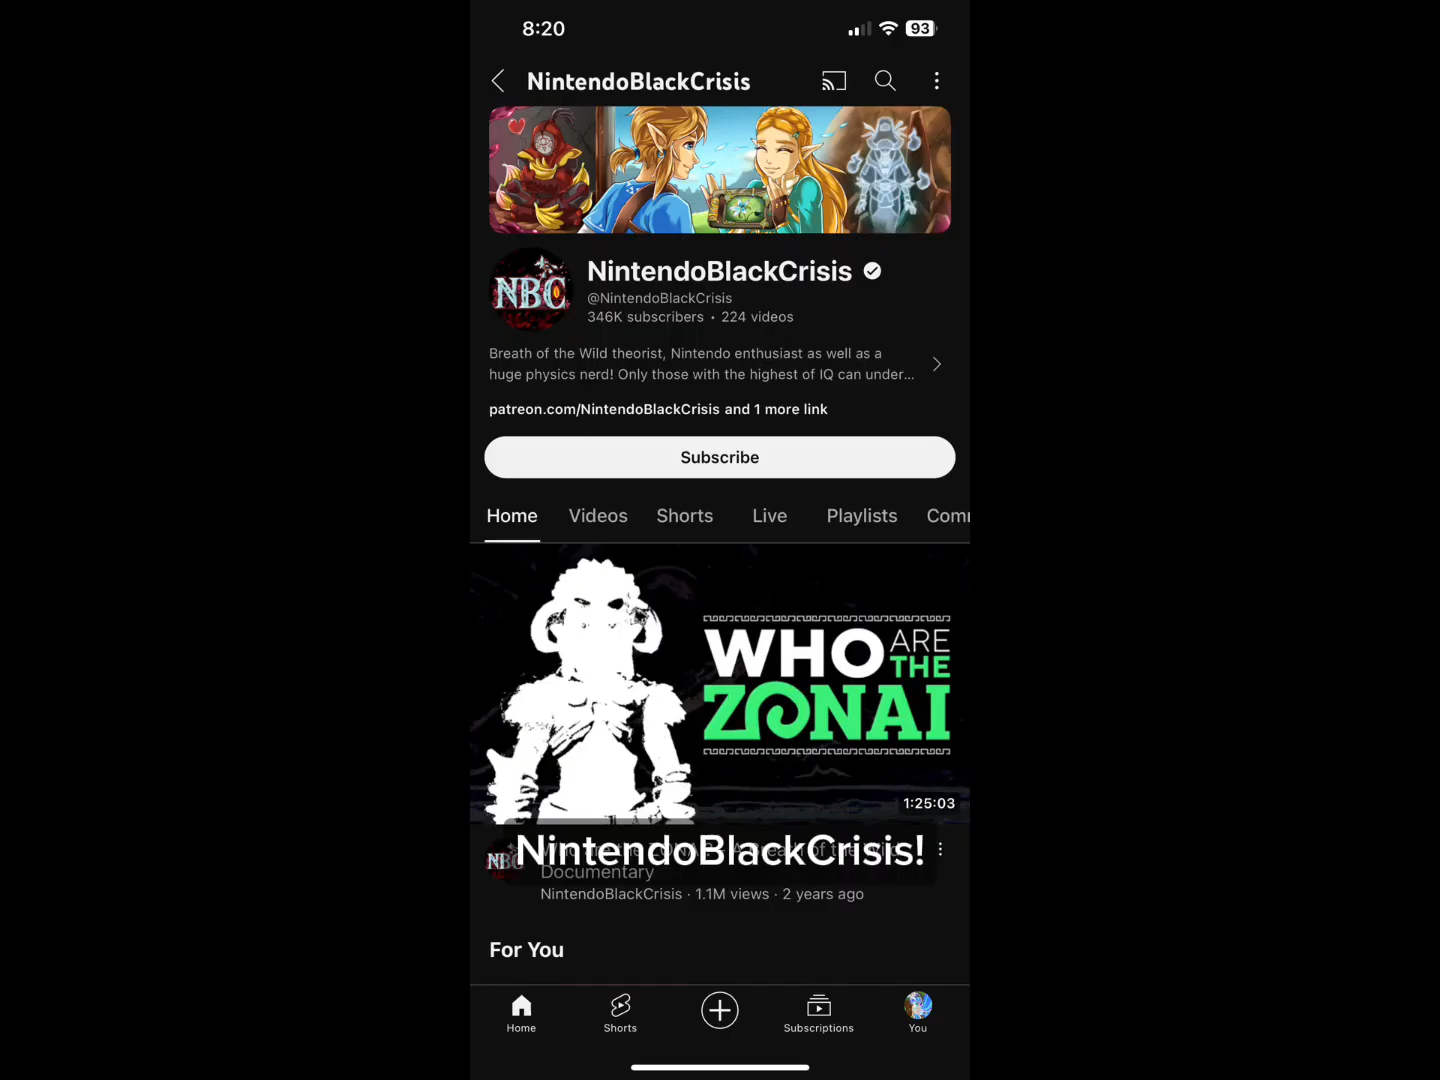 8:20
93
NintendoBlackCrisis
NBC
NintendoBlackCrisis
@NintendoBlackCrisis
346K subscribers • 224 videos
Breath of the Wild theorist, Nintendo enthusiast as well as a
huge physics nerd! Only those with the highest of IQ can under...
patreon.com/NintendoBlackCrisis and 1 more link
Subscribe
Home Videos Shorts Live Playlists Comm
WHO ARE THE
ZONAI
1:25:03
NBC
NintendoBlackCrisis!
Documentary
NintendoBlackCrisis · 1.1M views · 2 years ago
For You
Home Shorts Subscriptions You